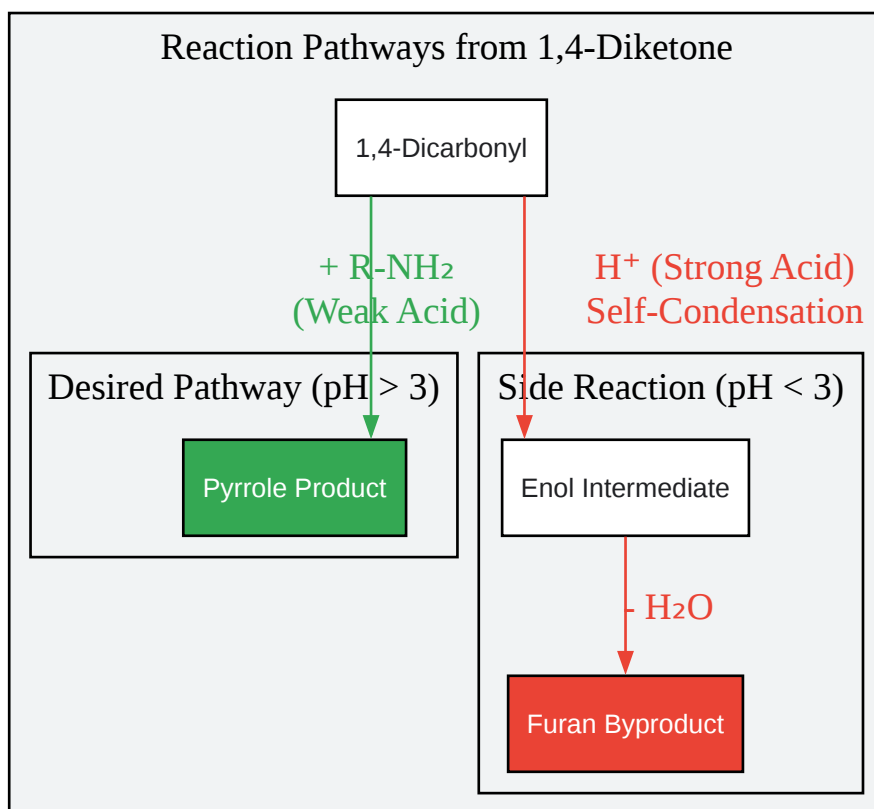 Reaction Pathways from 1,4-Diketone
1,4-Dicarbonyl
+ R-NH₂
(Weak Acid)
H⁺ (Strong Acid)
Self-Condensation
Desired Pathway (pH > 3)
Side Reaction (pH < 3)
Pyrrole Product
Enol Intermediate
- H₂O
Furan Byproduct